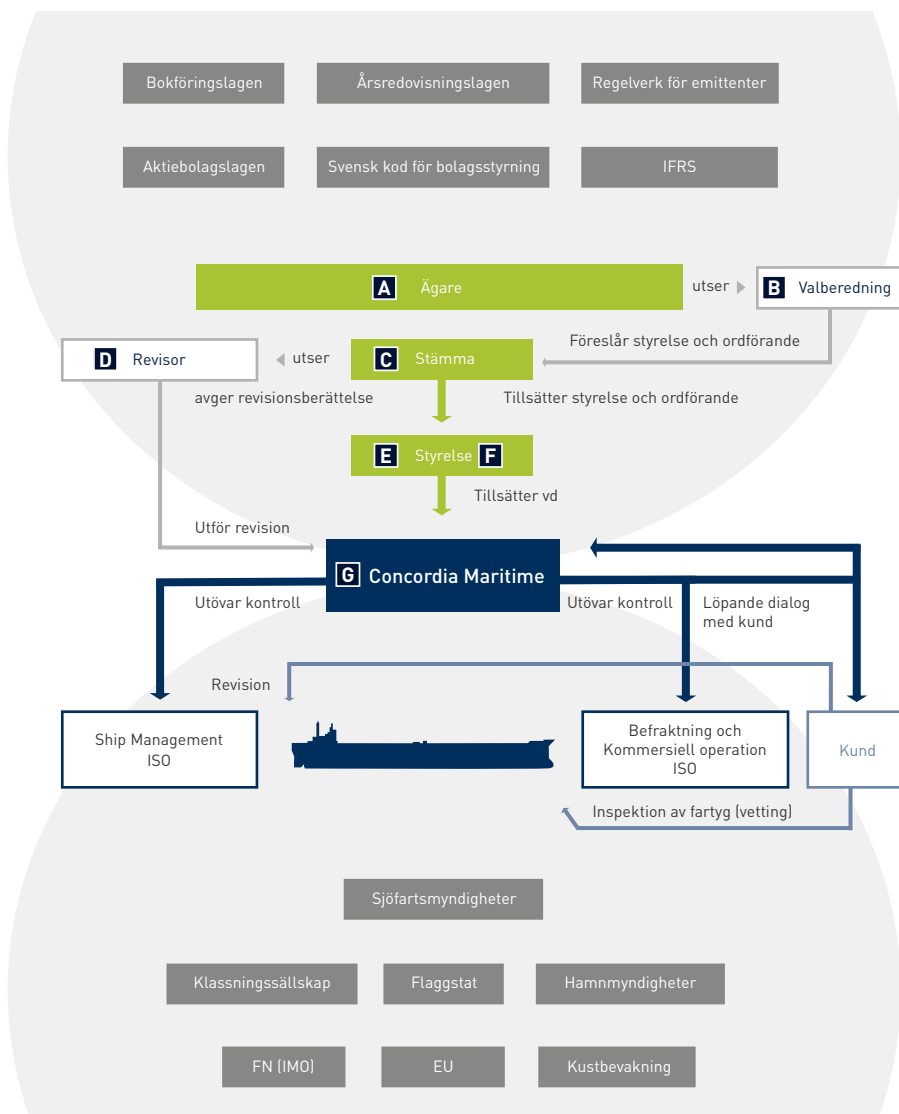 Bokföringslagen
Årsredovisningslagen
Regelverk för emittenter
Aktiebolagslagen
Svensk kod för bolagsstyrning
IFRS
A Ägare
utser
B Valberedning
Föreslår styrelse och ordförande
D Revisor
utser
C Stämma
avger revisionsberättelse
Tillsätter styrelse och ordförande
E Styrelse F
Tillsätter vd
Utför revision
G Concordia Maritime
Utövar kontroll
Utövar kontroll
Löpande dialog
med kund
Revision
Ship Management
ISO
Befraktning och
Kommersiell operation
ISO
Kund
Inspektion av fartyg (vetting)
Sjöfartsmyndigheter
Klassningssällskap
Flaggstat
Hamnmyndigheter
FN (IMO)
EU
Kustbevakning